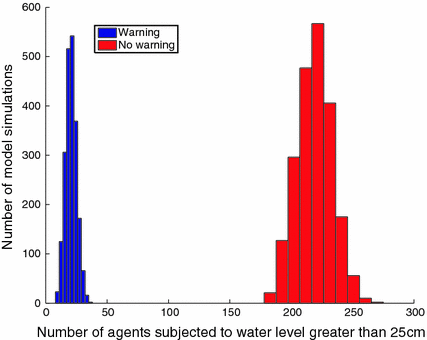 600
500
400
300
200
100
0
Number of model simulations
Warning
No warning
0 50 100 150 200 250 300
Number of agents subjected to water level greater than 25cm